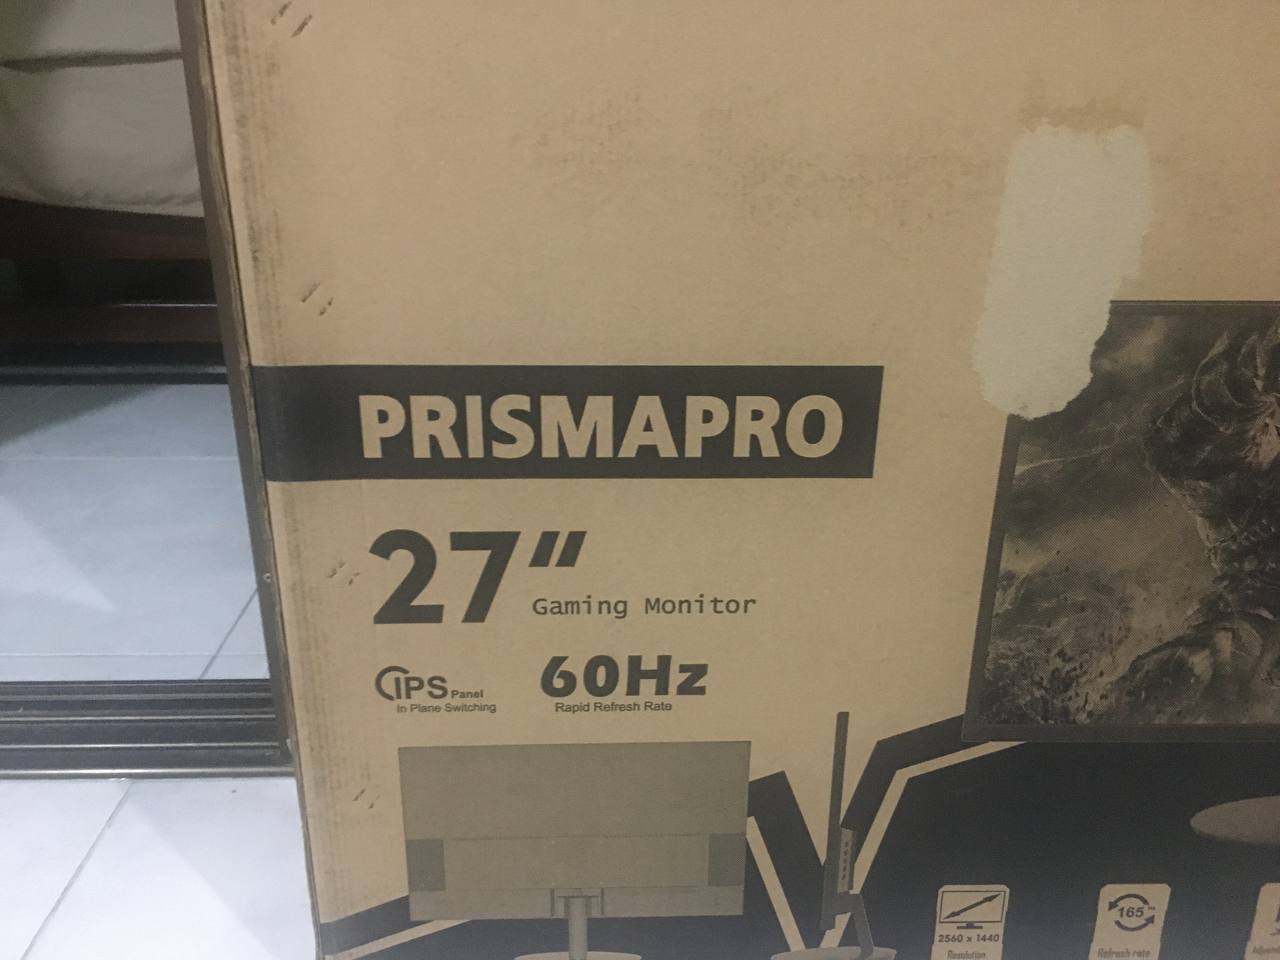 PRISMAPRO
27"
Gaming Monitor
IPS Panel
In Plane Switching
60Hz
Rapid Refresh Rate
2560 x 1440
Resolution
165
Refresh rate